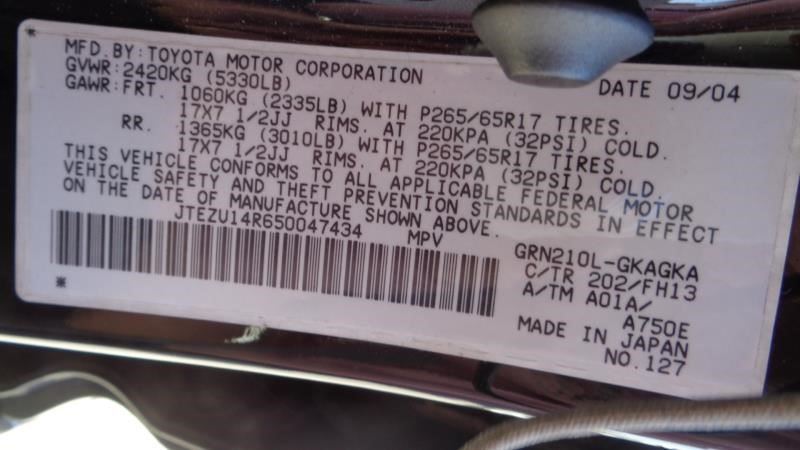 MFD.BY: TOYOTA MOTOR CORPORATION DATE 09/04
GVWR: 2420KG (5330LB)
GAWR: FRT. 1060KG (2335LB) WITH P265/65R17 TIRES.
17X7 1/2JJ RIMS. AT 220KPA (32PSI) COLD.
RR. 1365KG (3010LB) WITH P265/65R17 TIRES.
17X7 1/2JJ RIMS. AT 220KPA (32PSI) COLD.
THIS VEHICLE CONFORMS TO ALL APPLICABLE FEDERAL MOTOR
VEHICLE SAFETY AND THEFT PREVENTION STANDARDS IN EFFECT
ON THE DATE OF MANUFACTURE SHOWN ABOVE.
JTEZU14R650047434 MPV
GRN210L-GKAGKA
C/TR 202/FH13
A/TM A01A/
A750E
MADE IN JAPAN
NO.127
*